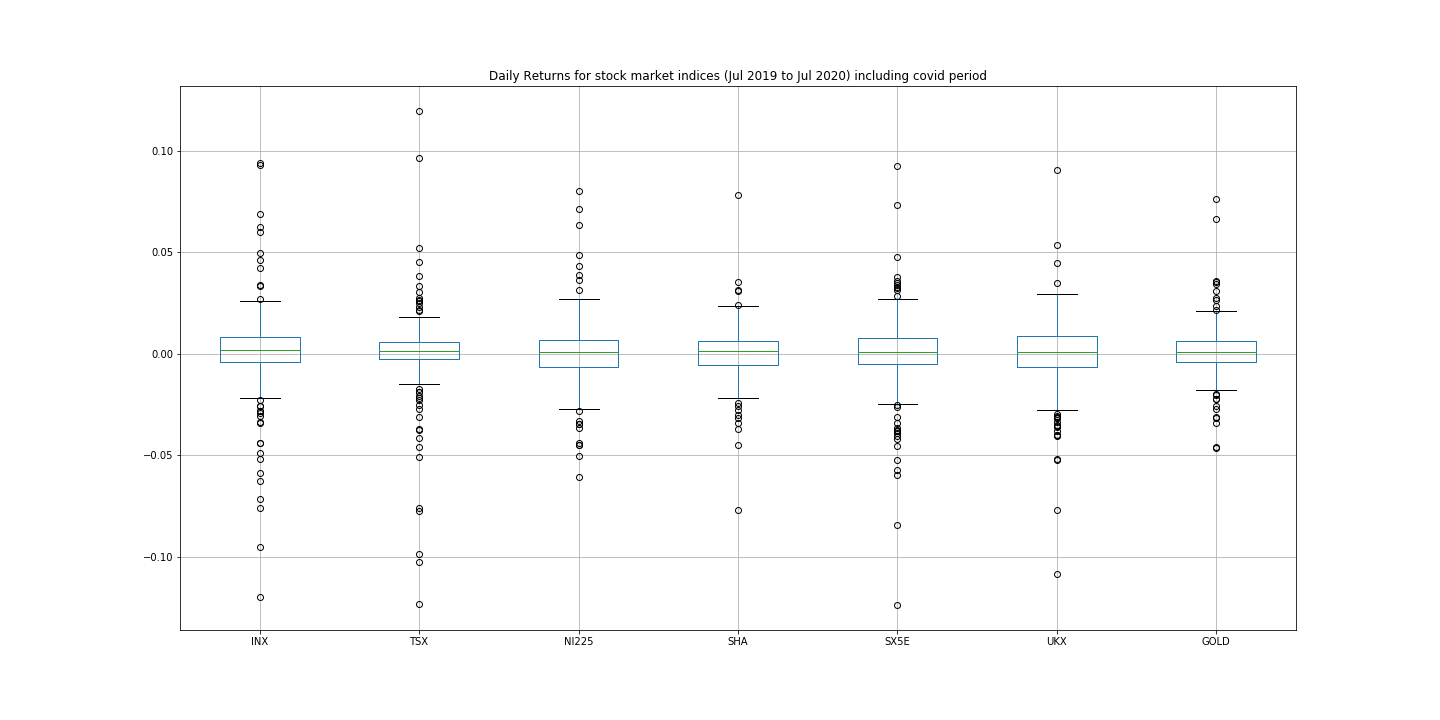 Daily Returns for stock market indices (Jul 2019 to Jul 2020) including covid period
0.10
0.05
0.00
−0.05
−0.10
INX TSX NI225 SHA SX5E UKX GOLD